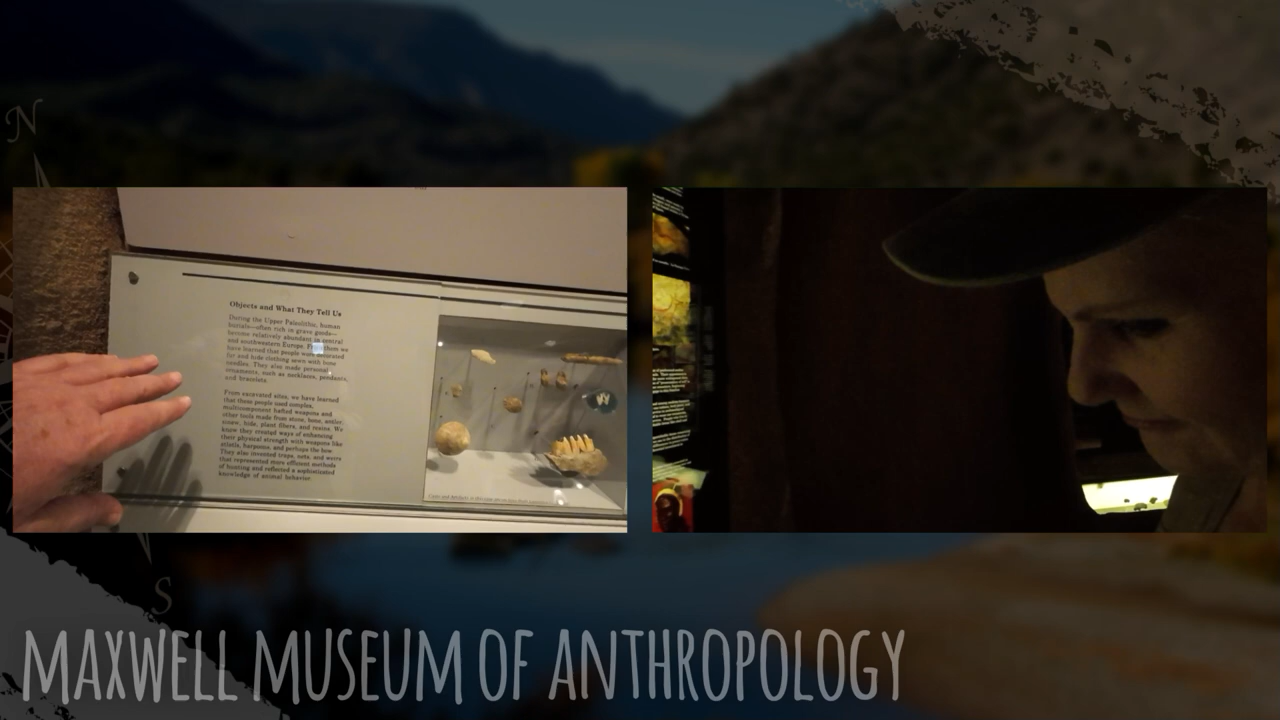 N
Objects and What They Tell Us
During the Upper Paleolithic, human
burials—often rich in grave goods—
become relatively abundant in central
and southwestern Europe. From them we
have learned that people wore decorated
fur and hide clothing sewn with bone
needles. They also made personal
ornaments, such as necklaces, pendants,
and bracelets.
From excavated sites, we have learned
that these people used complex,
multicomponent hafted weapons and
other tools made from stone, bone, antler,
sinew, hide, plant fibers, and resins. We
know they created ways of enhancing
their physical strength with weapons like
atlatls, harpoons, and perhaps the bow.
They also invented traps, nets, and weirs
that represented more efficient methods
of hunting and reflected a sophisticated
knowledge of animal behavior.
S
MAXWELL MUSEUM OF ANTHROPOLOGY